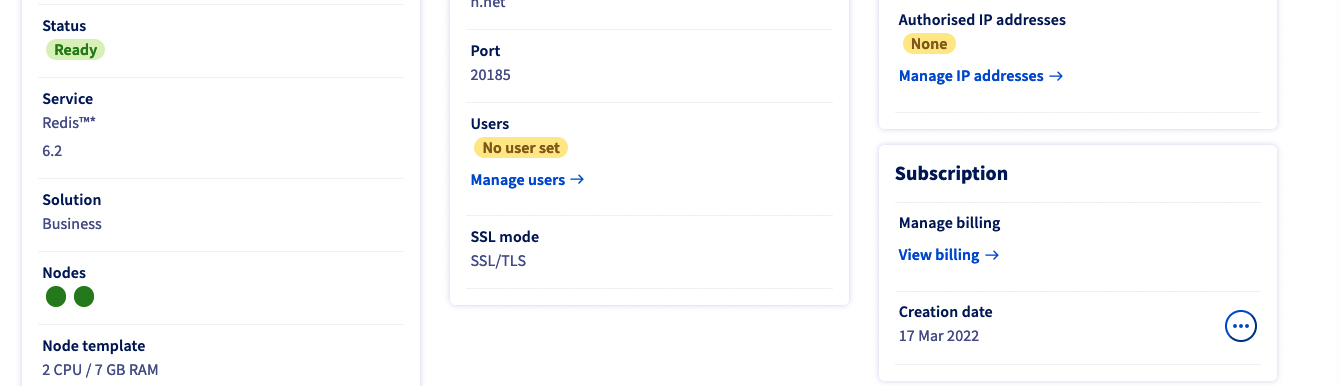 Status
Ready
Service
Redis™*
6.2
Solution
Business
Nodes
Node template
2 CPU / 7 GB RAM
n.net
Port
20185
Users
No user set
Manage users →
SSL mode
SSL/TLS
Authorised IP addresses
None
Manage IP addresses →
Subscription
Manage billing
View billing →
Creation date
17 Mar 2022